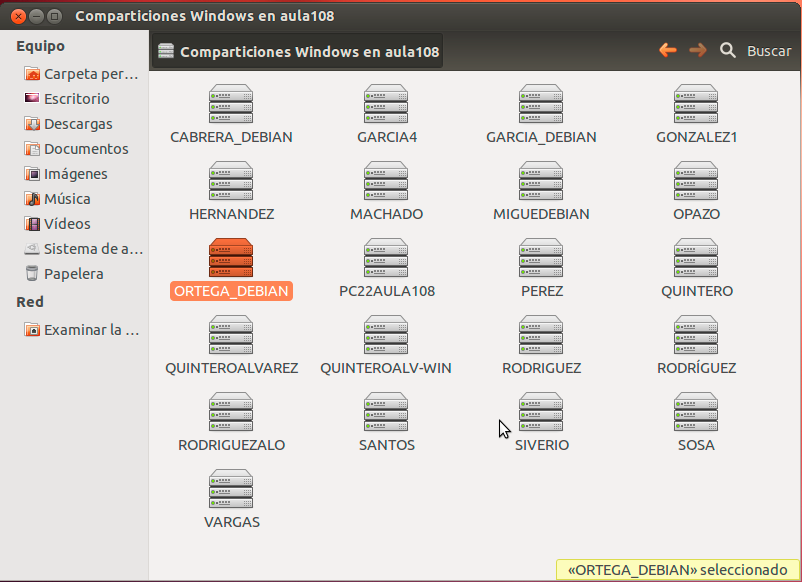 Comparticiones Windows en aula108
Equipo
Carpeta per...
Escritorio
Descargas
Documentos
Imágenes
Música
Vídeos
Sistema de a...
Papelera
Red
Examinar la ...
Comparticiones Windows en aula108
Buscar
CABRERA_DEBIAN GARCIA4 GARCIA_DEBIAN GONZALEZ1
HERNANDEZ MACHADO MIGUEDEBIAN OPAZO
ORTEGA_DEBIAN PC22AULA108 PEREZ QUINTERO
QUINTEROALVAREZ QUINTEROALV-WIN RODRIGUEZ RODRÍGUEZ
RODRIGUEZALO SANTOS SIVERIO SOSA
VARGAS
«ORTEGA_DEBIAN» seleccionado